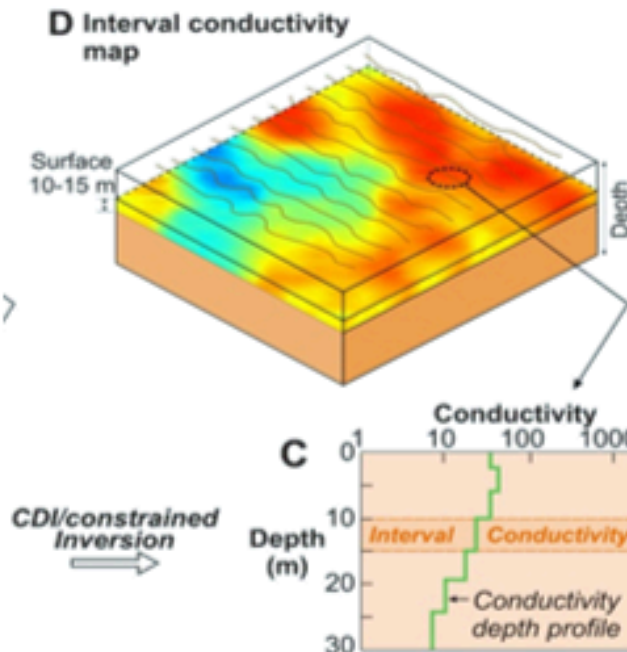 D Interval conductivity
map
Surface
10-15 m
Depth
Conductivity
C
1 10 100 1000
0
10
20
30
CDI/constrained
Inversion
Depth
(m)
Interval Conductivity
Conductivity
depth profile